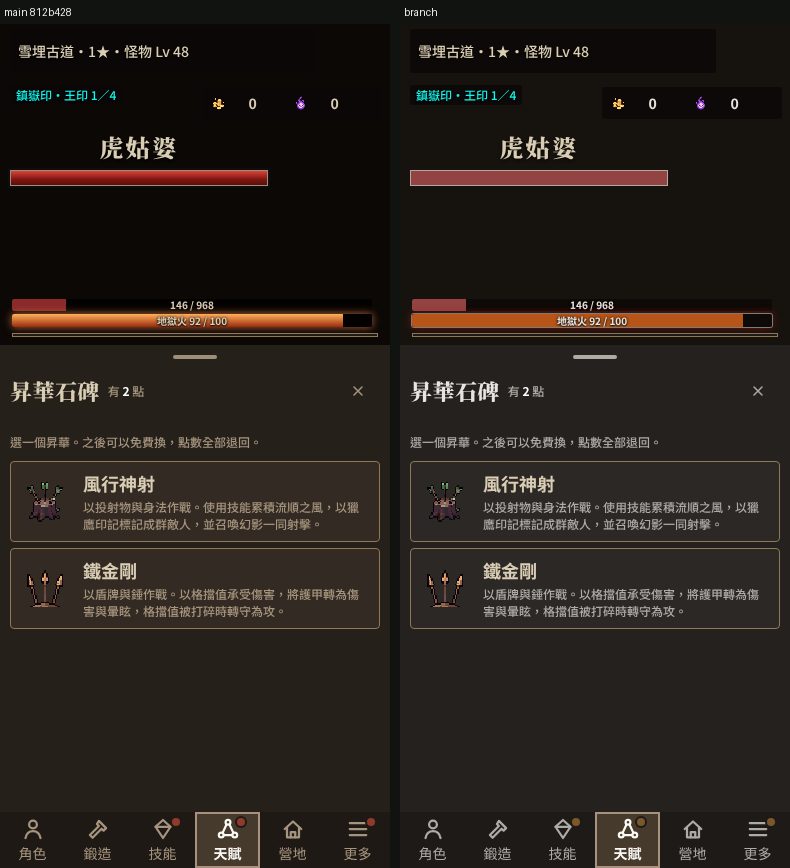 main 812b428
雪埋古道・1★・怪物 Lv 48
鎮嶽印・王印 1／4
0 0
虎姑婆
146 / 968
地獄火 92 / 100
昇華石碑 有 2 點 ×
選一個昇華。之後可以免費換，點數全部退回。
風行神射
以投射物與身法作戰。使用技能累積流順之風，以獵
鷹印記標記成群敵人，並召喚幻影一同射擊。
鐵金剛
以盾牌與錘作戰。以格擋值承受傷害，將護甲轉為傷
害與暈眩，格擋值被打碎時轉守為攻。
角色 鍛造 技能 天賦 營地 更多
branch
雪埋古道・1★・怪物 Lv 48
鎮嶽印・王印 1／4
0 0
虎姑婆
146 / 968
地獄火 92 / 100
昇華石碑 有 2 點 ×
選一個昇華。之後可以免費換，點數全部退回。
風行神射
以投射物與身法作戰。使用技能累積流順之風，以獵
鷹印記標記成群敵人，並召喚幻影一同射擊。
鐵金剛
以盾牌與錘作戰。以格擋值承受傷害，將護甲轉為傷
害與暈眩，格擋值被打碎時轉守為攻。
角色 鍛造 技能 天賦 營地 更多